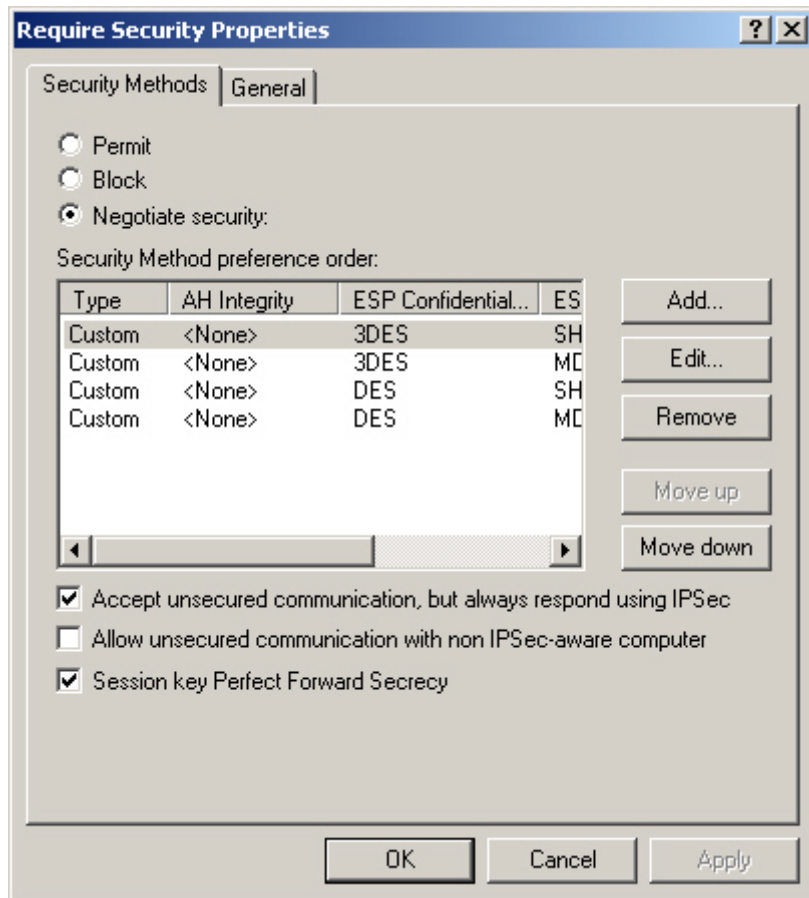 Require Security Properties
Security Methods General
Permit
Block
Negotiate security:
Security Method preference order:
Type AH Integrity ESP Confidential... ES Add...
Custom <None> 3DES SH
Custom <None> 3DES MD Edit...
Custom <None> DES SH
Custom <None> DES MD Remove
Move up
Move down
Accept unsecured communication, but always respond using IPSec
Allow unsecured communication with non IPSec-aware computer
Session key Perfect Forward Secrecy
OK Cancel Apply